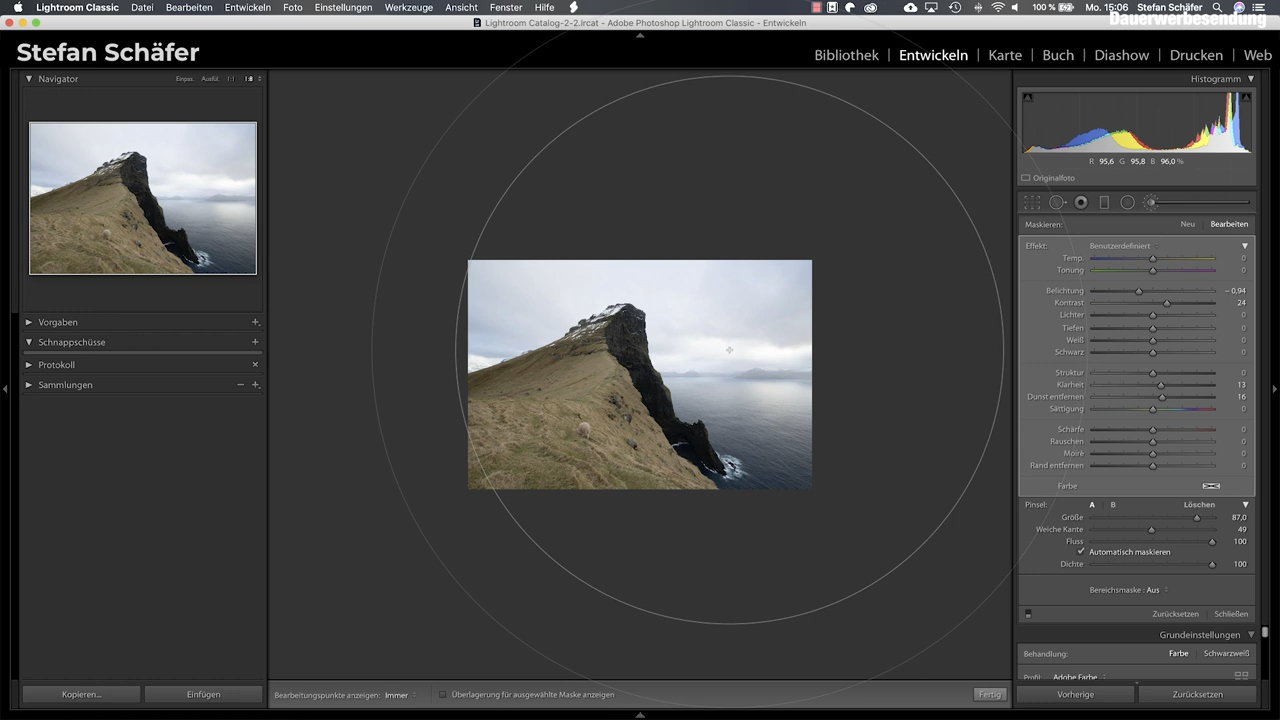 Lightroom Classic Datei Bearbeiten Entwickeln Foto Einstellungen Werkzeuge Ansicht Fenster Hilfe 100 % Mo. 15:06 Stefan Schäfer
Lightroom Catalog-2-2.lrcat - Adobe Photoshop Lightroom Classic - Entwickeln
Dauerwerbesendung
Stefan Schäfer
Bibliothek | Entwickeln | Karte | Buch | Diashow | Drucken | Web
Navigator Einpas. Ausfül. 1:1 1:8
Histogramm
R 95,6 G 95,8 B 96,0 %
Originalfoto
Maskieren: Neu Bearbeiten
Effekt: Benutzerdefiniert
Temp. 0
Tonung 0
Belichtung – 0,94
Kontrast 24
Lichter 0
Tiefen 0
Weiß 0
Schwarz 0
Struktur 0
Klarheit 13
Dunst entfernen 16
Sättigung 0
Schärfe 0
Rauschen 0
Moiré 0
Rand entfernen 0
Farbe
Pinsel: A B Löschen
Größe 87,0
Weiche Kante 49
Fluss 100
Automatisch maskieren
Dichte 100
Bereichsmaske : Aus
Zurücksetzen Schließen
Grundeinstellungen
Behandlung: Farbe Schwarzweiß
Profil Adobe Farbe
Vorherige Zurücksetzen
Vorgaben
Schnappschüsse
Protokoll
Sammlungen
Kopieren... Einfügen
Bearbeitungspunkte anzeigen: Immer Überlagerung für ausgewählte Maske anzeigen Fertig